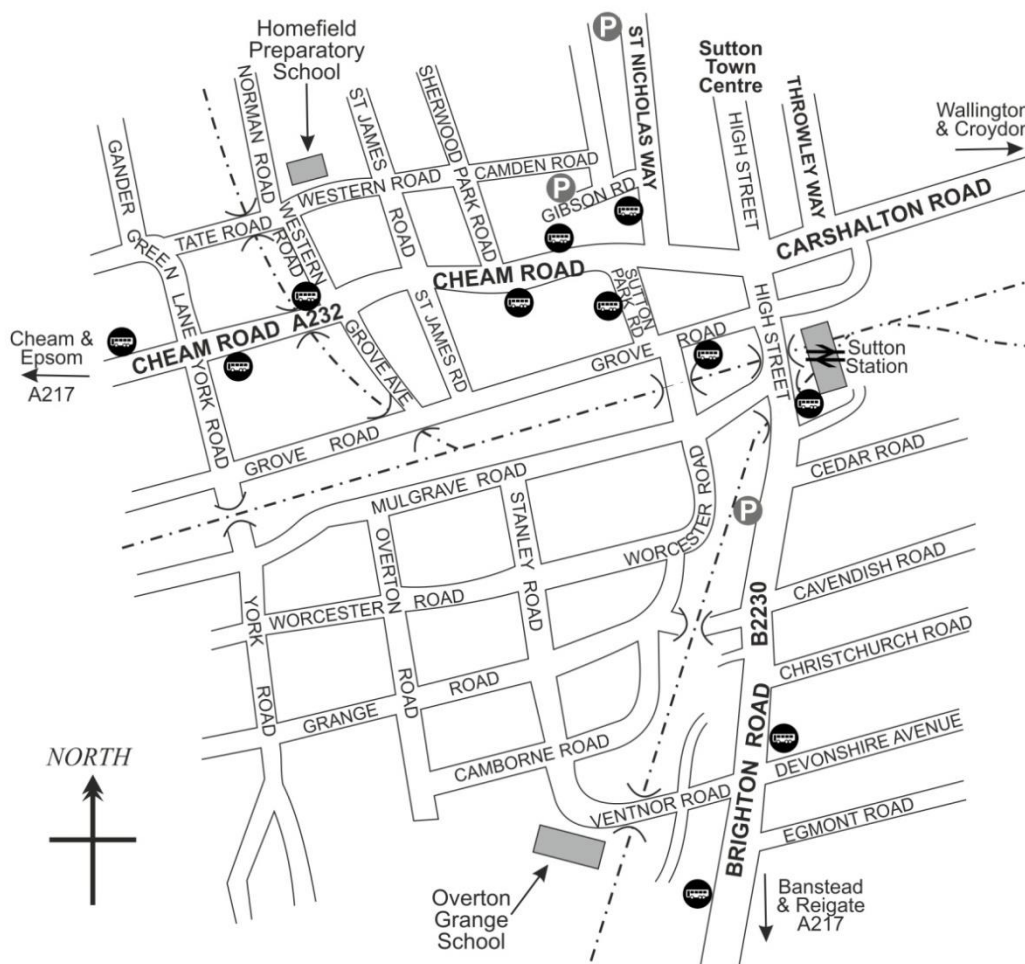 Homefield
Preparatory
School
P
ST NICHOLAS WAY
Sutton
Town
Centre
THROWLEY WAY
HIGH STREET
Wallington
& Croydon
NORMAN ROAD
ST JAMES
ROAD
SHERWOOD PARK ROAD
GANDER
GREEN LANE
WESTERN ROAD
CAMDEN ROAD
P
GIBSON RD
TATE ROAD
WESTERN
ROAD
CARSHALTON ROAD
CHEAM ROAD
SUTTON
PARK RD
HIGH STREET
ST JAMES RD
Cheam &
Epsom
A217
CHEAM ROAD A232
GROVE AVE
GROVE ROAD
Sutton
Station
YORK ROAD
GROVE ROAD
CEDAR ROAD
MULGRAVE ROAD
WORCESTER ROAD
P
OVERTON
ROAD
STANLEY
ROAD
WORCESTER ROAD
YORK
ROAD
CAVENDISH ROAD
B2230
CHRISTCHURCH ROAD
GRANGE ROAD
CAMBORNE ROAD
DEVONSHIRE AVENUE
NORTH
VENTNOR ROAD
BRIGHTON ROAD
EGMONT ROAD
Overton
Grange
School
Banstead
& Reigate
A217